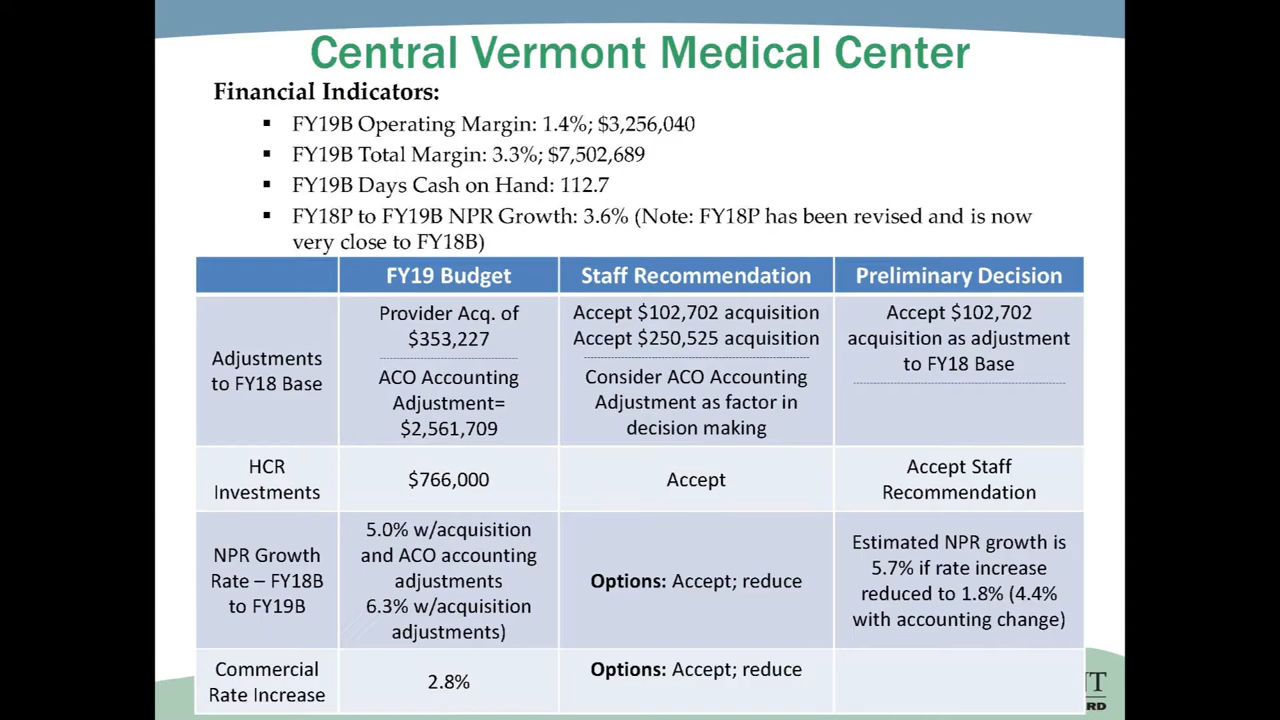 Central Vermont Medical Center
Financial Indicators:
▪ FY19B Operating Margin: 1.4%; $3,256,040
▪ FY19B Total Margin: 3.3%; $7,502,689
▪ FY19B Days Cash on Hand: 112.7
▪ FY18P to FY19B NPR Growth: 3.6% (Note: FY18P has been revised and is now
very close to FY18B)
FY19 Budget
Staff Recommendation
Preliminary Decision
Adjustments
to FY18 Base
Provider Acq. of
$353,227
ACO Accounting
Adjustment=
$2,561,709
Accept $102,702 acquisition
Accept $250,525 acquisition
Consider ACO Accounting
Adjustment as factor in
decision making
Accept $102,702
acquisition as adjustment
to FY18 Base
HCR
Investments
$766,000
Accept
Accept Staff
Recommendation
NPR Growth
Rate – FY18B
to FY19B
5.0% w/acquisition
and ACO accounting
adjustments
6.3% w/acquisition
adjustments)
Options: Accept; reduce
Estimated NPR growth is
5.7% if rate increase
reduced to 1.8% (4.4%
with accounting change)
Commercial
Rate Increase
2.8%
Options: Accept; reduce